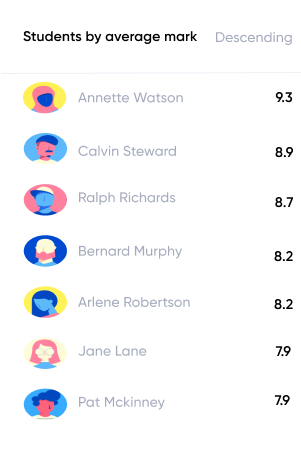 Students by average mark Descending
Annette Watson 9.3
Calvin Steward 8.9
Ralph Richards 8.7
Bernard Murphy 8.2
Arlene Robertson 8.2
Jane Lane 7.9
Pat Mckinney 7.9